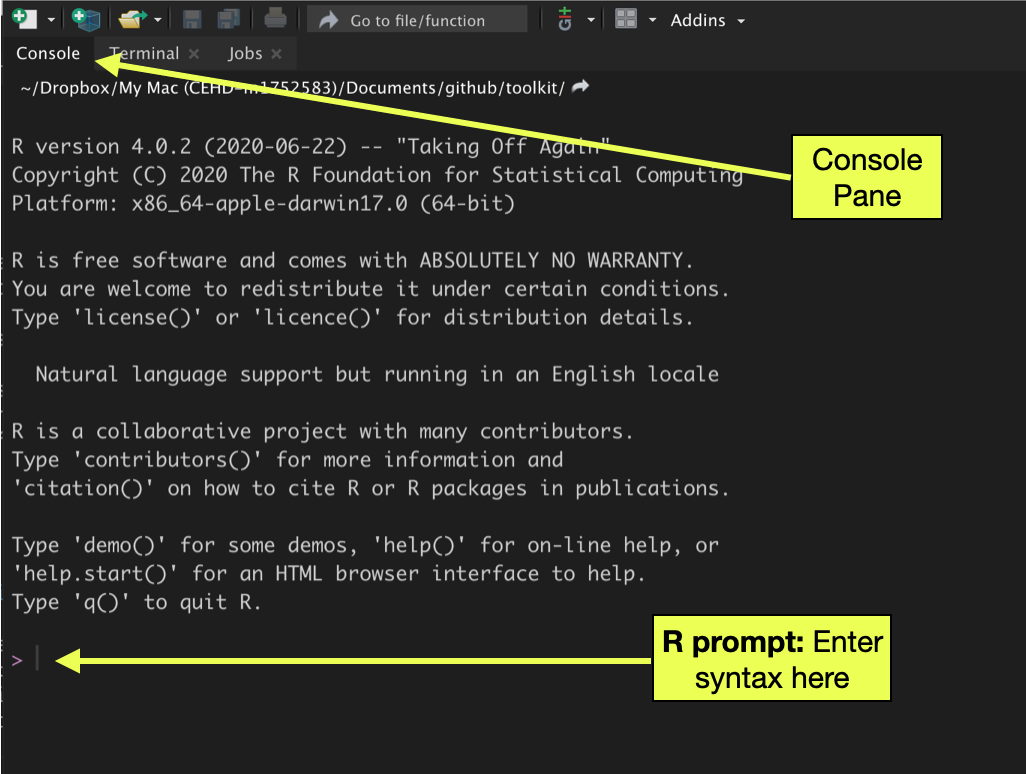 Go to file/function
Git
Addins
Console Terminal Jobs
~/Dropbox/My Mac (CEHD-m1752583)/Documents/github/toolkit/
R version 4.0.2 (2020-06-22) -- "Taking Off Again"
Copyright (C) 2020 The R Foundation for Statistical Computing
Platform: x86_64-apple-darwin17.0 (64-bit)
Console
Pane
R is free software and comes with ABSOLUTELY NO WARRANTY.
You are welcome to redistribute it under certain conditions.
Type 'license()' or 'licence()' for distribution details.
Natural language support but running in an English locale
R is a collaborative project with many contributors.
Type 'contributors()' for more information and
'citation()' on how to cite R or R packages in publications.
Type 'demo()' for some demos, 'help()' for on-line help, or
'help.start()' for an HTML browser interface to help.
Type 'q()' to quit R.
>
R prompt: Enter
syntax here